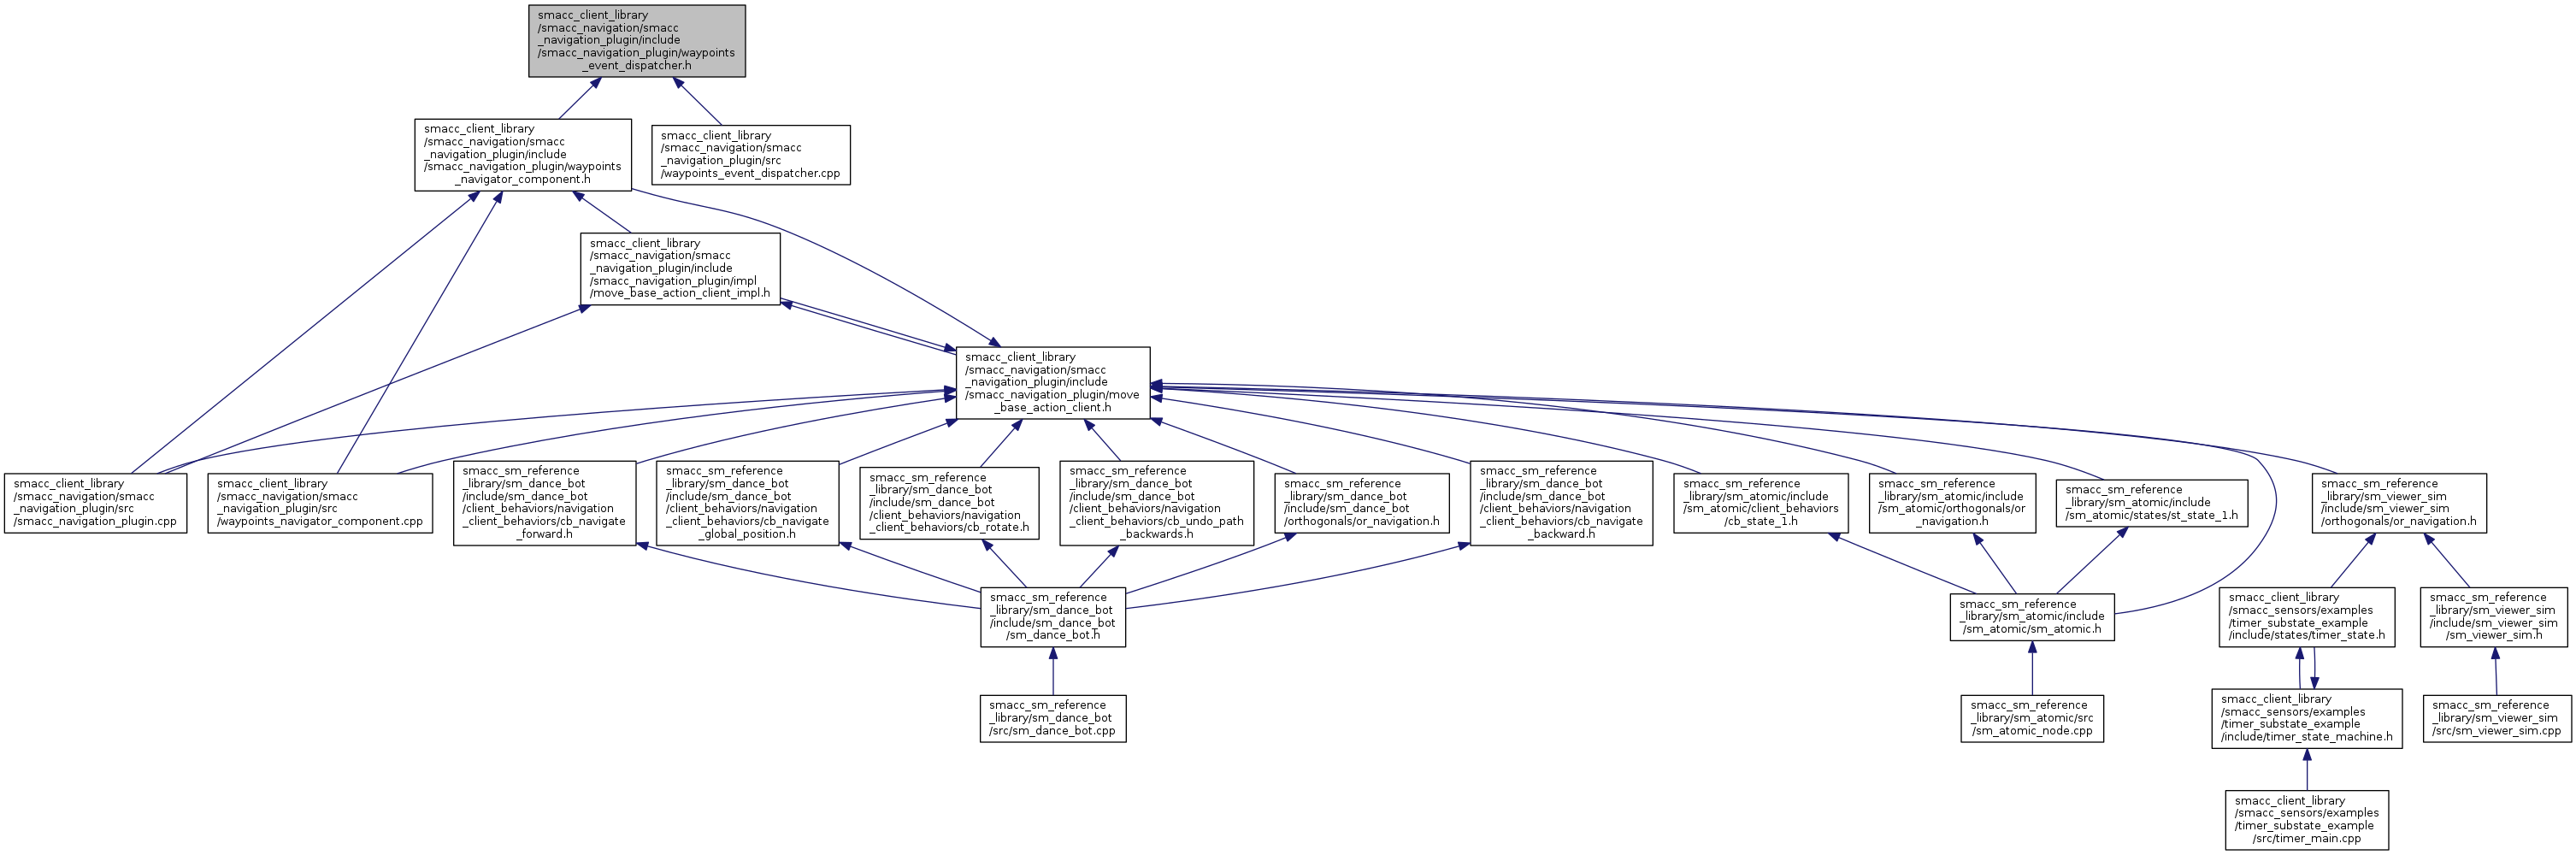 smacc_client_library
/smacc_navigation/smacc
_navigation_plugin/include
/smacc_navigation_plugin/waypoints
_event_dispatcher.h
smacc_client_library
/smacc_navigation/smacc
_navigation_plugin/include
/smacc_navigation_plugin/waypoints
_navigator_component.h
smacc_client_library
/smacc_navigation/smacc
_navigation_plugin/src
/waypoints_event_dispatcher.cpp
smacc_client_library
/smacc_navigation/smacc
_navigation_plugin/include
/smacc_navigation_plugin/impl
/move_base_action_client_impl.h
smacc_client_library
/smacc_navigation/smacc
_navigation_plugin/include
/smacc_navigation_plugin/move
_base_action_client.h
smacc_client_library
/smacc_navigation/smacc
_navigation_plugin/src
/smacc_navigation_plugin.cpp
smacc_client_library
/smacc_navigation/smacc
_navigation_plugin/src
/waypoints_navigator_component.cpp
smacc_sm_reference
_library/sm_dance_bot
/include/sm_dance_bot
/client_behaviors/navigation
_client_behaviors/cb_navigate
_forward.h
smacc_sm_reference
_library/sm_dance_bot
/include/sm_dance_bot
/client_behaviors/navigation
_client_behaviors/cb_navigate
_global_position.h
smacc_sm_reference
_library/sm_dance_bot
/include/sm_dance_bot
/client_behaviors/navigation
_client_behaviors/cb_rotate.h
smacc_sm_reference
_library/sm_dance_bot
/include/sm_dance_bot
/client_behaviors/navigation
_client_behaviors/cb_undo_path
_backwards.h
smacc_sm_reference
_library/sm_dance_bot
/include/sm_dance_bot
/orthogonals/or_navigation.h
smacc_sm_reference
_library/sm_dance_bot
/include/sm_dance_bot
/client_behaviors/navigation
_client_behaviors/cb_navigate
_backward.h
smacc_sm_reference
_library/sm_atomic/include
/sm_atomic/client_behaviors
/cb_state_1.h
smacc_sm_reference
_library/sm_atomic/include
/sm_atomic/orthogonals/or
_navigation.h
smacc_sm_reference
_library/sm_atomic/include
/sm_atomic/states/st_state_1.h
smacc_sm_reference
_library/sm_viewer_sim
/include/sm_viewer_sim
/orthogonals/or_navigation.h
smacc_sm_reference
_library/sm_dance_bot
/include/sm_dance_bot
/sm_dance_bot.h
smacc_sm_reference
_library/sm_atomic/include
/sm_atomic/sm_atomic.h
smacc_client_library
/smacc_sensors/examples
/timer_substate_example
/include/states/timer_state.h
smacc_sm_reference
_library/sm_viewer_sim
/include/sm_viewer_sim
/sm_viewer_sim.h
smacc_sm_reference
_library/sm_dance_bot
/src/sm_dance_bot.cpp
smacc_sm_reference
_library/sm_atomic/src
/sm_atomic_node.cpp
smacc_client_library
/smacc_sensors/examples
/timer_substate_example
/include/timer_state_machine.h
smacc_sm_reference
_library/sm_viewer_sim
/src/sm_viewer_sim.cpp
smacc_client_library
/smacc_sensors/examples
/timer_substate_example
/src/timer_main.cpp